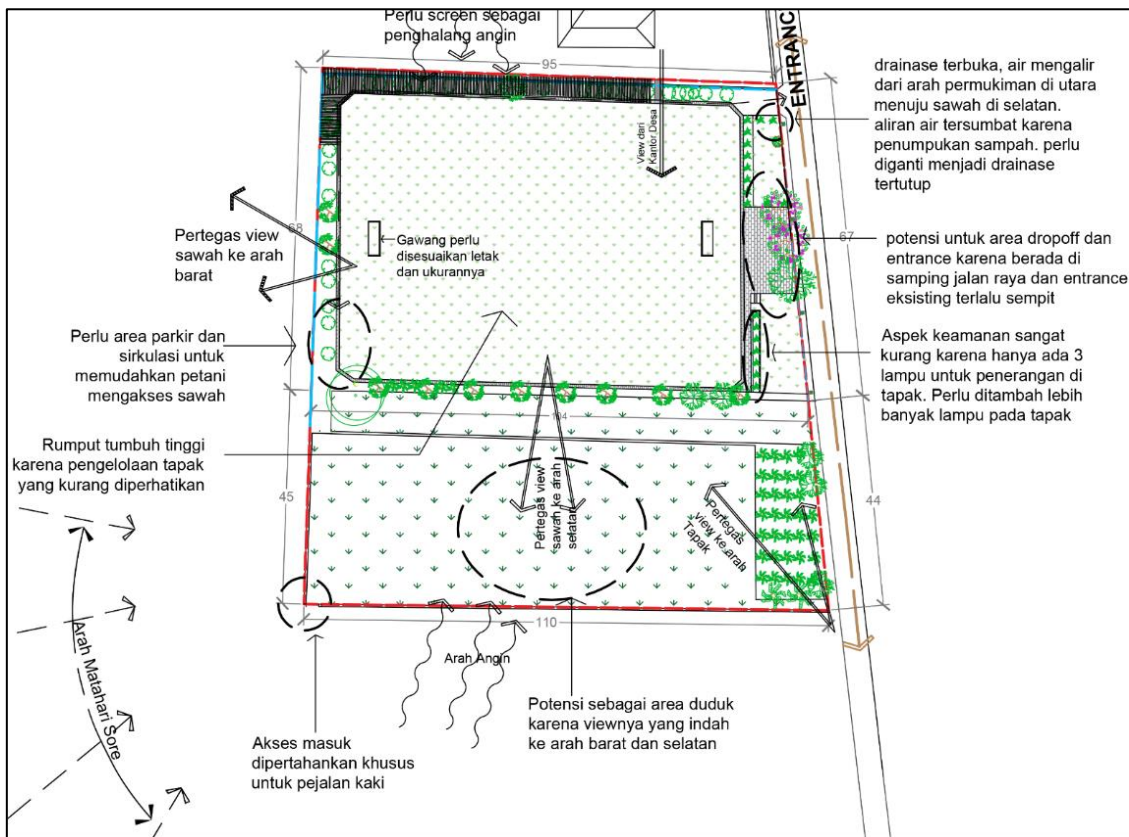 Perlu screen sebagai
penghalang angin
95
ENTRANC
drainase terbuka, air mengalir
dari arah permukiman di utara
menuju sawah di selatan.
aliran air tersumbat karena
penumpukan sampah. perlu
diganti menjadi drainase
tertutup
View dari
Kantor Desa
68
67
Pertegas view
sawah ke arah
barat
Gawang perlu
disesuaikan letak
dan ukurannya
potensi untuk area dropoff dan
entrance karena berada di
samping jalan raya dan entrance
eksisting terlalu sempit
Perlu area parkir dan
sirkulasi untuk
memudahkan petani
mengakses sawah
Aspek keamanan sangat
kurang karena hanya ada 3
lampu untuk penerangan di
tapak. Perlu ditambah lebih
banyak lampu pada tapak
104
Rumput tumbuh tinggi
karena pengelolaan tapak
yang kurang diperhatikan
45
44
Pertegas view
sawah ke arah
selatan
Pertegas
view ke arah
Tapak
110
Arah Matahari Sore
Arah Angin
Akses masuk
dipertahankan khusus
untuk pejalan kaki
Potensi sebagai area duduk
karena viewnya yang indah
ke arah barat dan selatan